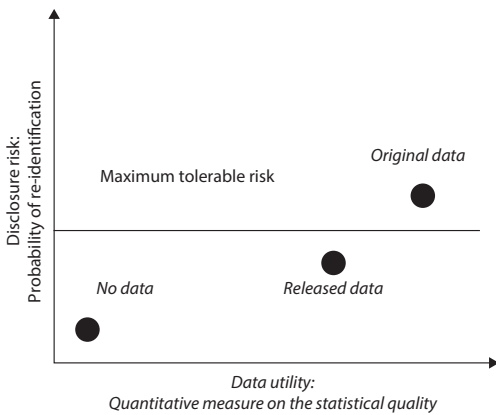 Disclosure risk:
Probability of re-identification
Original data
Maximum tolerable risk
No data
Released data
Data utility:
Quantitative measure on the statistical quality